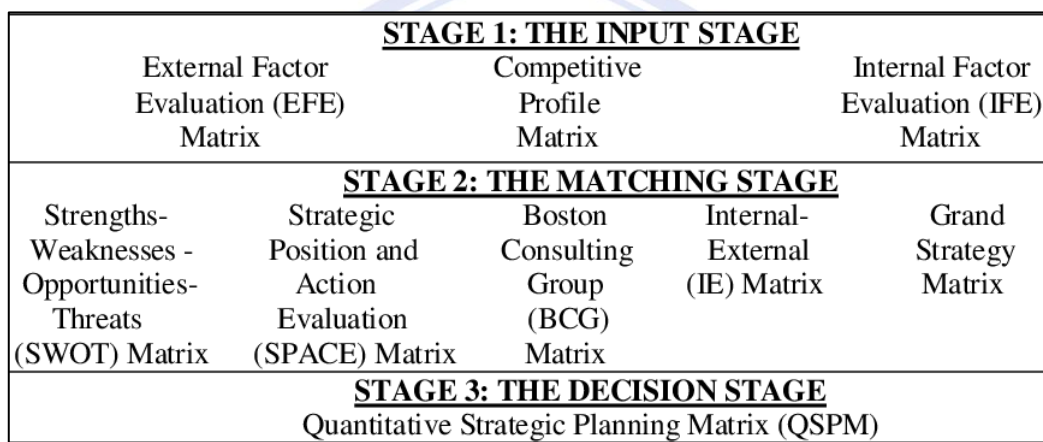 STAGE 1: THE INPUT STAGE
External Factor
Evaluation (EFE)
Matrix
Competitive
Profile
Matrix
Internal Factor
Evaluation (IFE)
Matrix
STAGE 2: THE MATCHING STAGE
Strengths-
Weaknesses -
Opportunities-
Threats
(SWOT) Matrix
Strategic
Position and
Action
Evaluation
(SPACE) Matrix
Boston
Consulting
Group
(BCG)
Matrix
Internal-
External
(IE) Matrix
Grand
Strategy
Matrix
STAGE 3: THE DECISION STAGE
Quantitative Strategic Planning Matrix (QSPM)